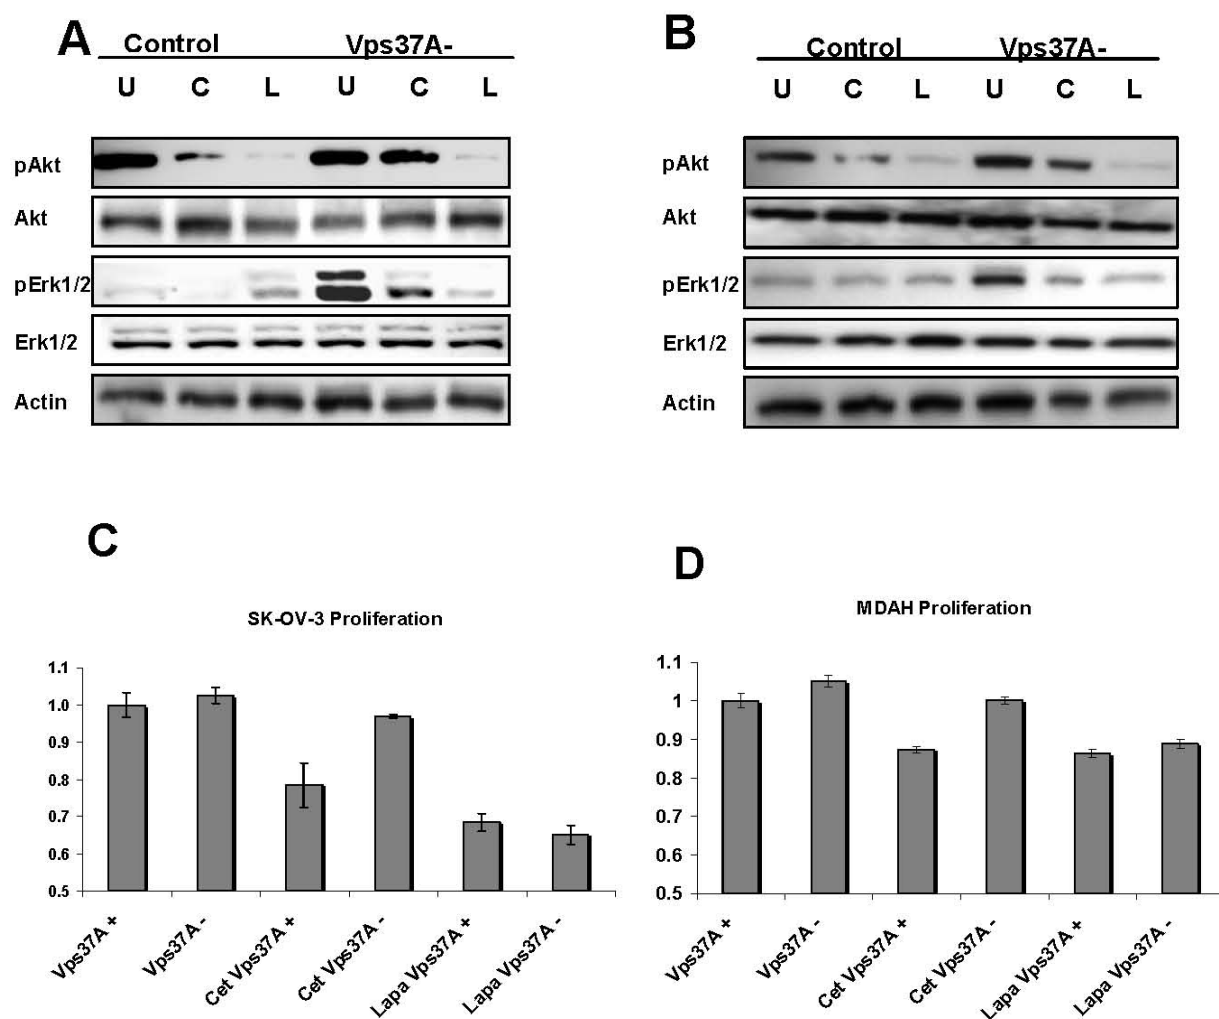 A
Control Vps37A-
U C L U C L
pAkt
Akt
pErk1/2
Erk1/2
Actin
B
Control Vps37A-
U C L U C L
pAkt
Akt
pErk1/2
Erk1/2
Actin
C
SK-OV-3 Proliferation
1.1
1.0
0.9
0.8
0.7
0.6
0.5
Vps37A +
Vps37A -
Cet Vps37A +
Cet Vps37A -
Lapa Vps37A +
Lapa Vps37A -
D
MDAH Proliferation
1.1
1
0.9
0.8
0.7
0.6
0.5
Vps37A +
Vps37A -
Cet Vps37A +
Cet Vps37A -
Lapa Vps37A +
Lapa Vps37A -